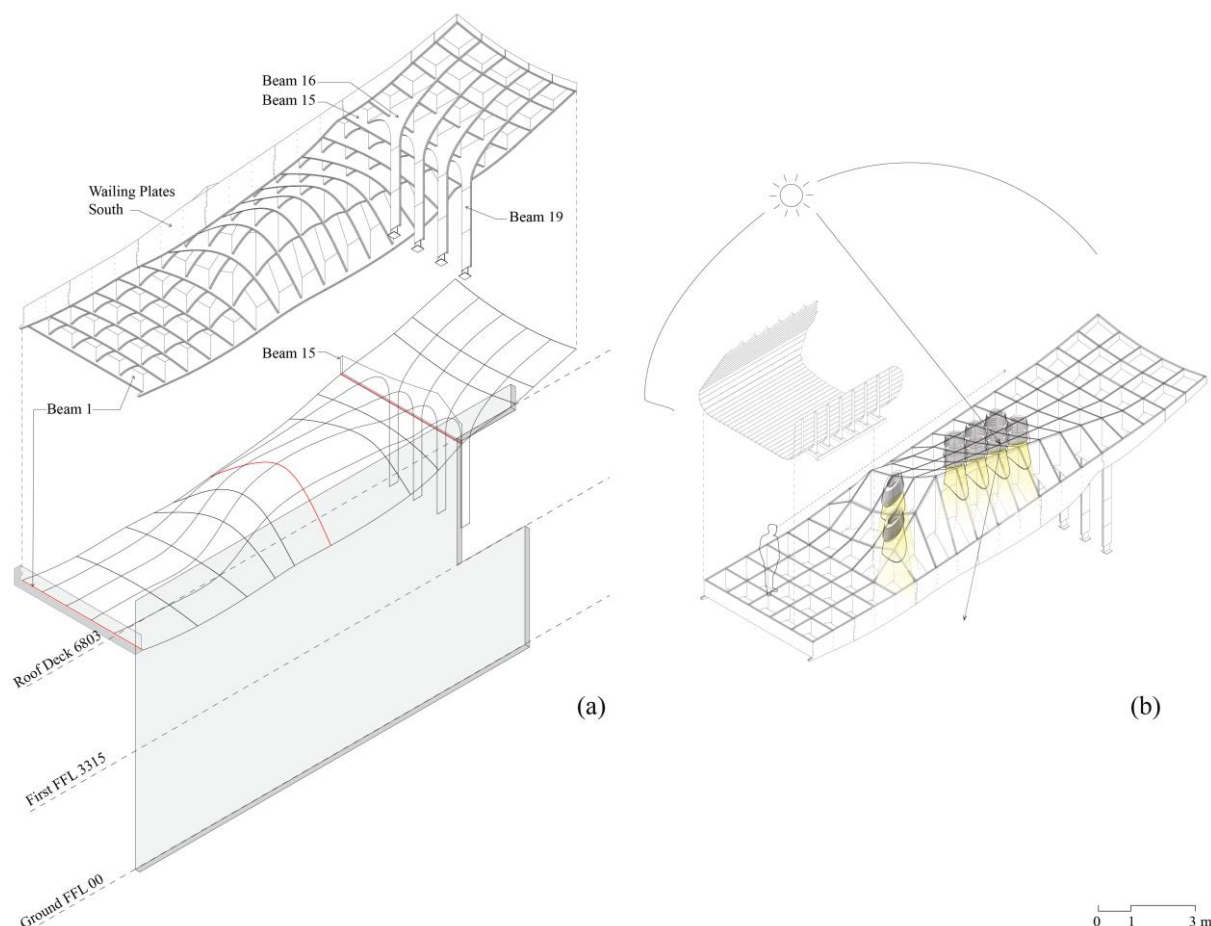 Beam 16
Beam 15
Wailing Plates
South
Beam 19
Beam 15
Beam 1
Roof Deck 6803
(a)
(b)
First FFL 3315
Ground FFL 00
0 1 3 m